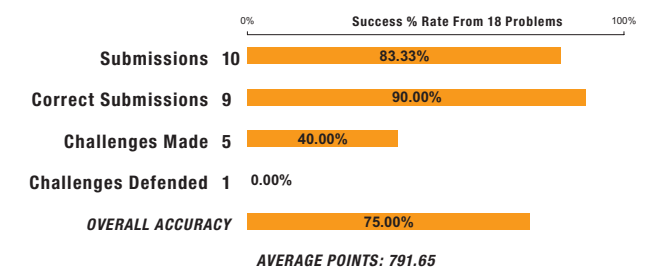 0% Success % Rate From 18 Problems 100%
Submissions 10 83.33%
Correct Submissions 9 90.00%
Challenges Made 5 40.00%
Challenges Defended 1 0.00%
OVERALL ACCURACY 75.00%
AVERAGE POINTS: 791.65